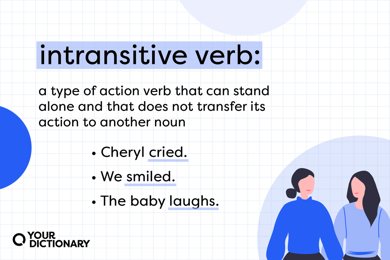 intransitive verb:
a type of action verb that can stand
alone and that does not transfer its
action to another noun
• Cheryl cried.
• We smiled.
• The baby laughs.
YOUR
DICTIONARY